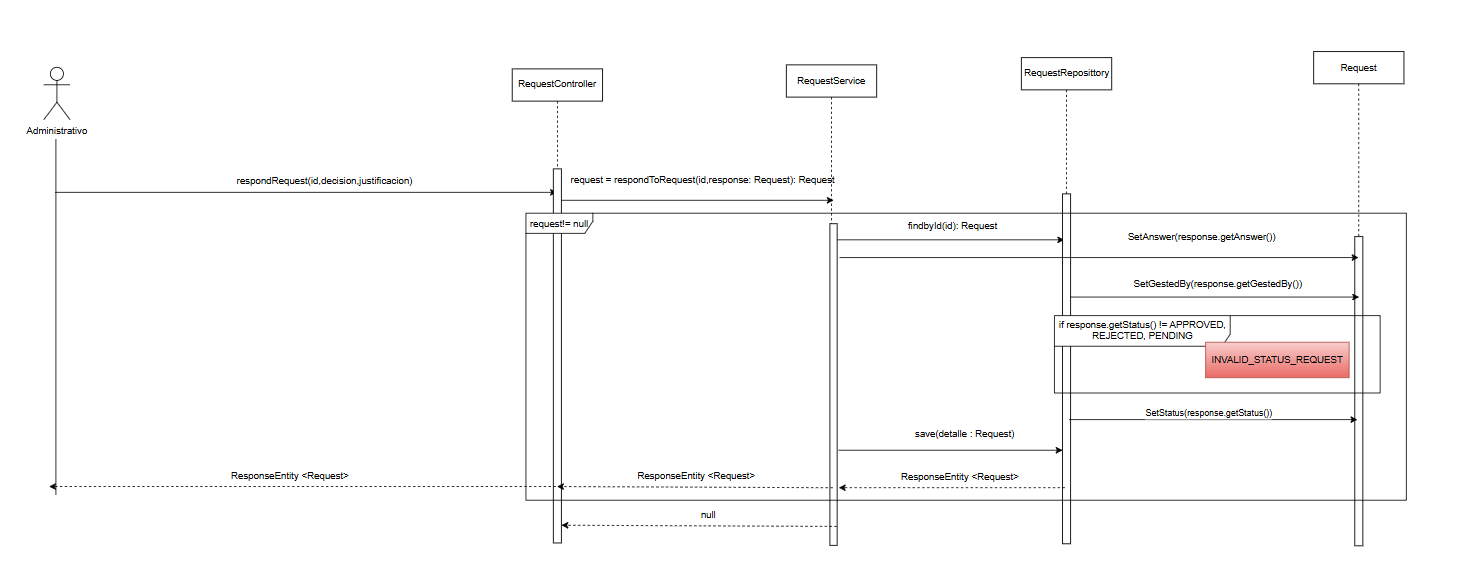 Request
RequestReposittory
RequestService
RequestController
Administrativo
respondRequest(id,decision,justificacion)
request = respondToRequest(id,response: Request): Request
request!= null
findbyId(id): Request
SetAnswer(response.getAnswer())
SetGestedBy(response.getGestedBy())
if response.getStatus() != APPROVED,
REJECTED, PENDING
INVALID_STATUS_REQUEST
SetStatus(response.getStatus())
save(detalle : Request)
ResponseEntity <Request>
ResponseEntity <Request>
ResponseEntity <Request>
null